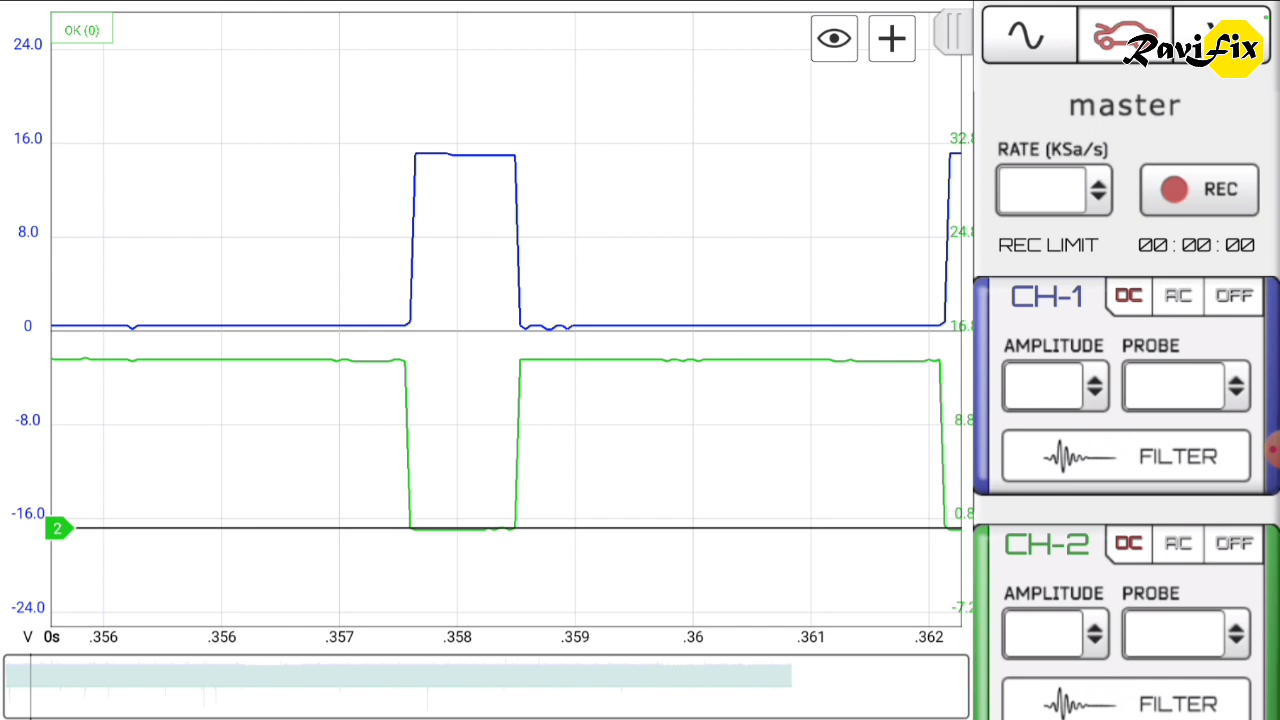 OK (0)
24.0
16.0
8.0
0
-8.0
-16.0
-24.0
32.8
24.8
16.8
8.8
0.8
-7.2
2
V 0s .356 .356 .357 .358 .359 .36 .361 .362
RaviFix
master
RATE (KSa/s)
REC
REC LIMIT 00:00:00
CH-1 DC AC OFF
AMPLITUDE PROBE
FILTER
CH-2 DC AC OFF
AMPLITUDE PROBE
FILTER